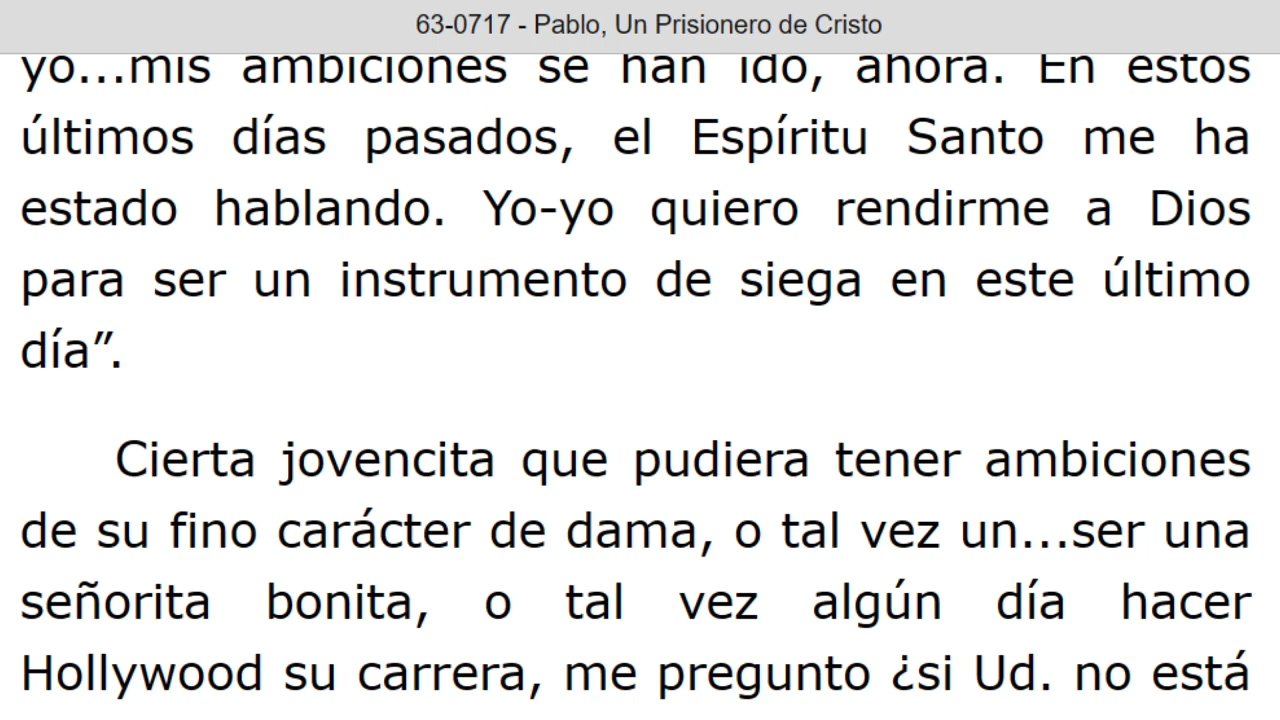 63-0717 - Pablo, Un Prisionero de Cristo
yo...mis ambiciones se han ido, ahora. En estos
últimos días pasados, el Espíritu Santo me ha
estado hablando. Yo-yo quiero rendirme a Dios
para ser un instrumento de siega en este último
día”.
Cierta jovencita que pudiera tener ambiciones
de su fino carácter de dama, o tal vez un...ser una
señorita bonita, o tal vez algún día hacer
Hollywood su carrera, me pregunto ¿si Ud. no está